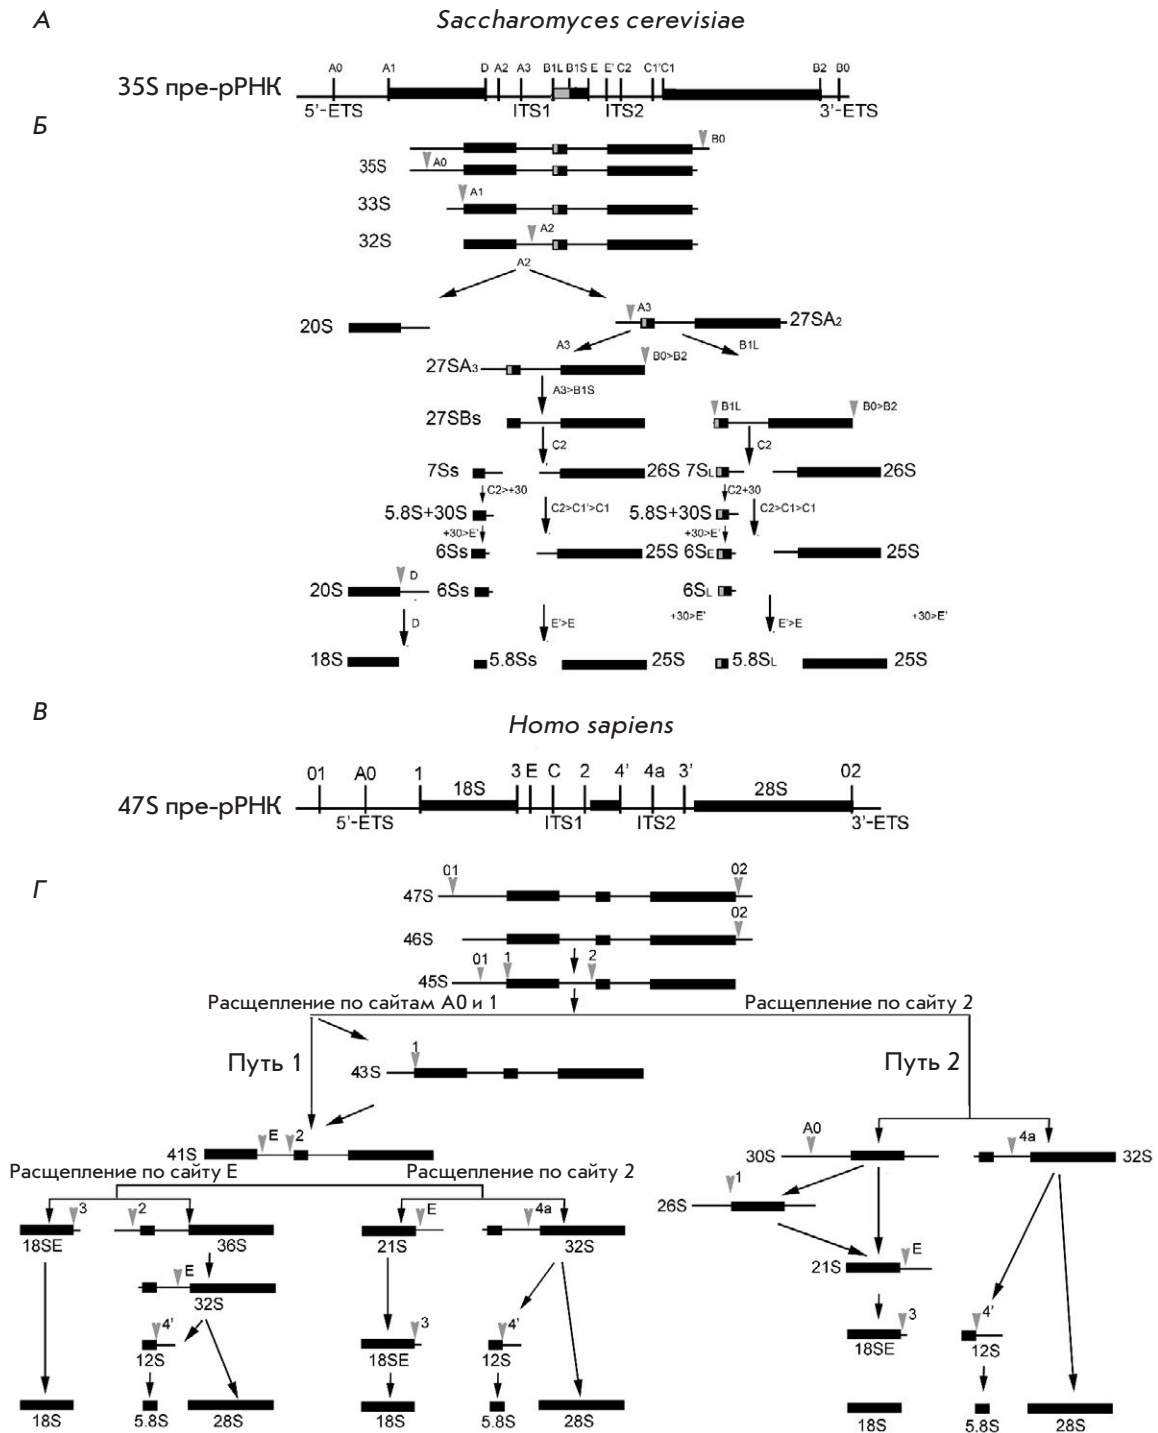 А
Saccharomyces cerevisiae
A0 A1 D A2 A3 B1L B1S E E' C2 C1' C1 B2 B0
35S пре-рРНК
5'-ETS ITS1 ITS2 3'-ETS
Б
B0
35S A0
33S A1
32S A2
A2
20S A3 27SA2
A3 B1L
27SA3 B0>B2
A3>B1S
27SBs B1L B0>B2
C2 C2
7Ss 26S 7SL 26S
C2>+30 C2+30
5.8S+30S C2>C1'>C1 5.8S+30S C2>C1>C1
+30>E' +30>E'
6Ss 25S 6SE 25S
20S D 6Ss 6SL
D E'>E +30>E' E'>E +30>E'
18S 5.8Ss 25S 5.8SL 25S
В
Homo sapiens
01 A0 1 18S 3 E C 2 4' 4a 3' 28S 02
47S пре-рРНК
5'-ETS ITS1 ITS2 3'-ETS
Г
01 02
47S
02
46S
01 1 2
45S
Расщепление по сайтам А0 и 1 Расщепление по сайту 2
Путь 1 1 Путь 2
43S
E 2 A0 4a
41S 30S 32S
Расщепление по сайту Е Расщепление по сайту 2
1
26S
3 2 E 4a
18SE 36S 21S 32S
E E
21S
32S
4' 3 4' 3 4'
12S 18SE 12S 18SE 12S
18S 5.8S 28S 18S 5.8S 28S 18S 5.8S 28S